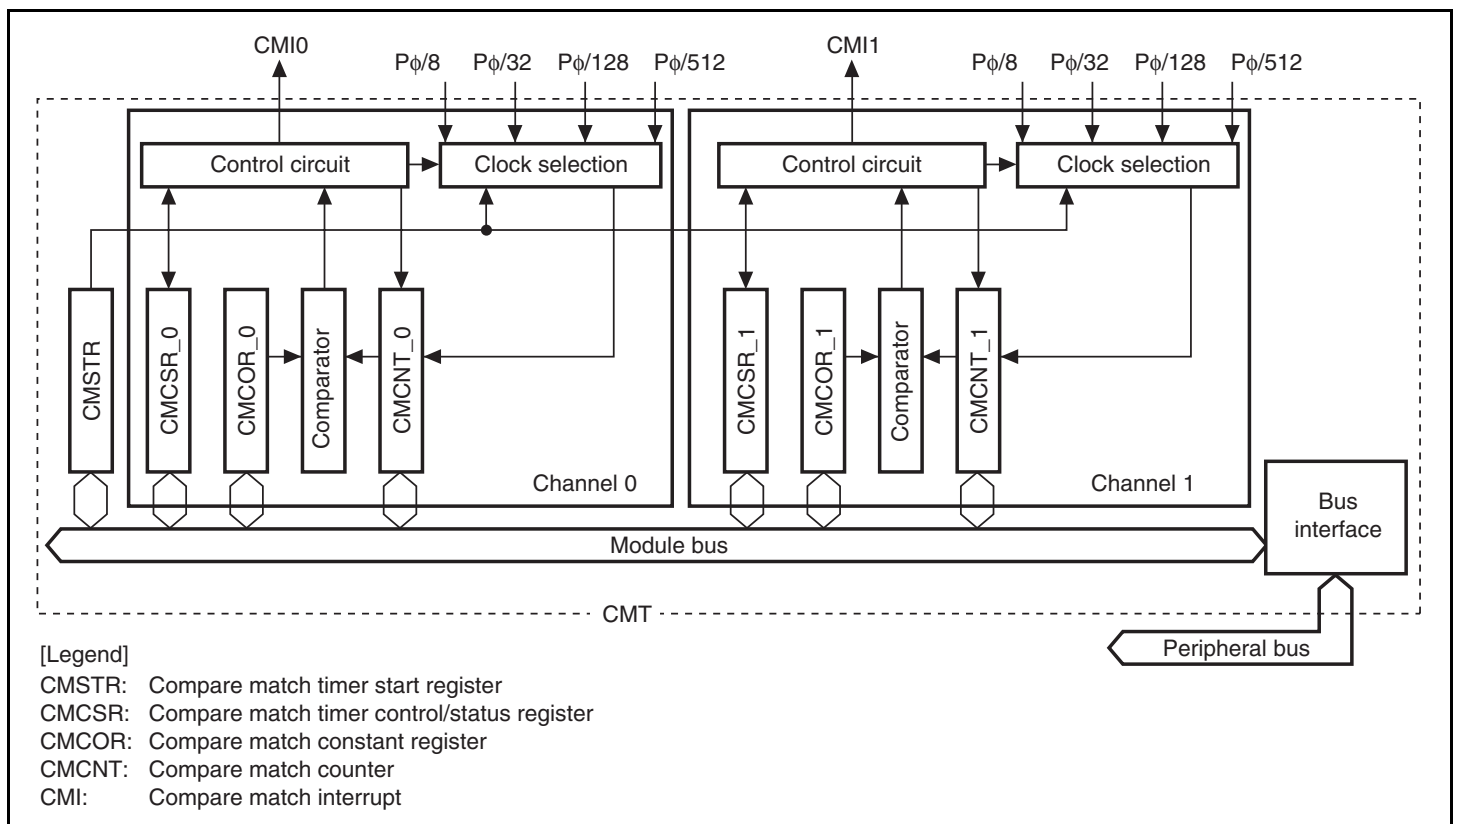 CMI0
Pϕ/8 Pϕ/32 Pϕ/128 Pϕ/512
CMI1
Pϕ/8 Pϕ/32 Pϕ/128 Pϕ/512
Control circuit
Clock selection
Control circuit
Clock selection
CMSTR
CMCSR_0
CMCOR_0
Comparator
CMCNT_0
CMCSR_1
CMCOR_1
Comparator
CMCNT_1
Channel 0
Channel 1
Bus
interface
Module bus
CMT
Peripheral bus
[Legend]
CMSTR: Compare match timer start register
CMCSR: Compare match timer control/status register
CMCOR: Compare match constant register
CMCNT: Compare match counter
CMI: Compare match interrupt